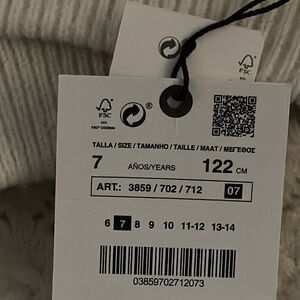 FSC
FSC
TALLA / SIZE / TAMANHO / TAILLE / MAAT / ΜΕΓΕΘΟΣ
7 AÑOS/YEARS 122 CM
ART.: 3859 / 702 / 712 07
6 7 8 9 10 11-12 13-14
03859702712073